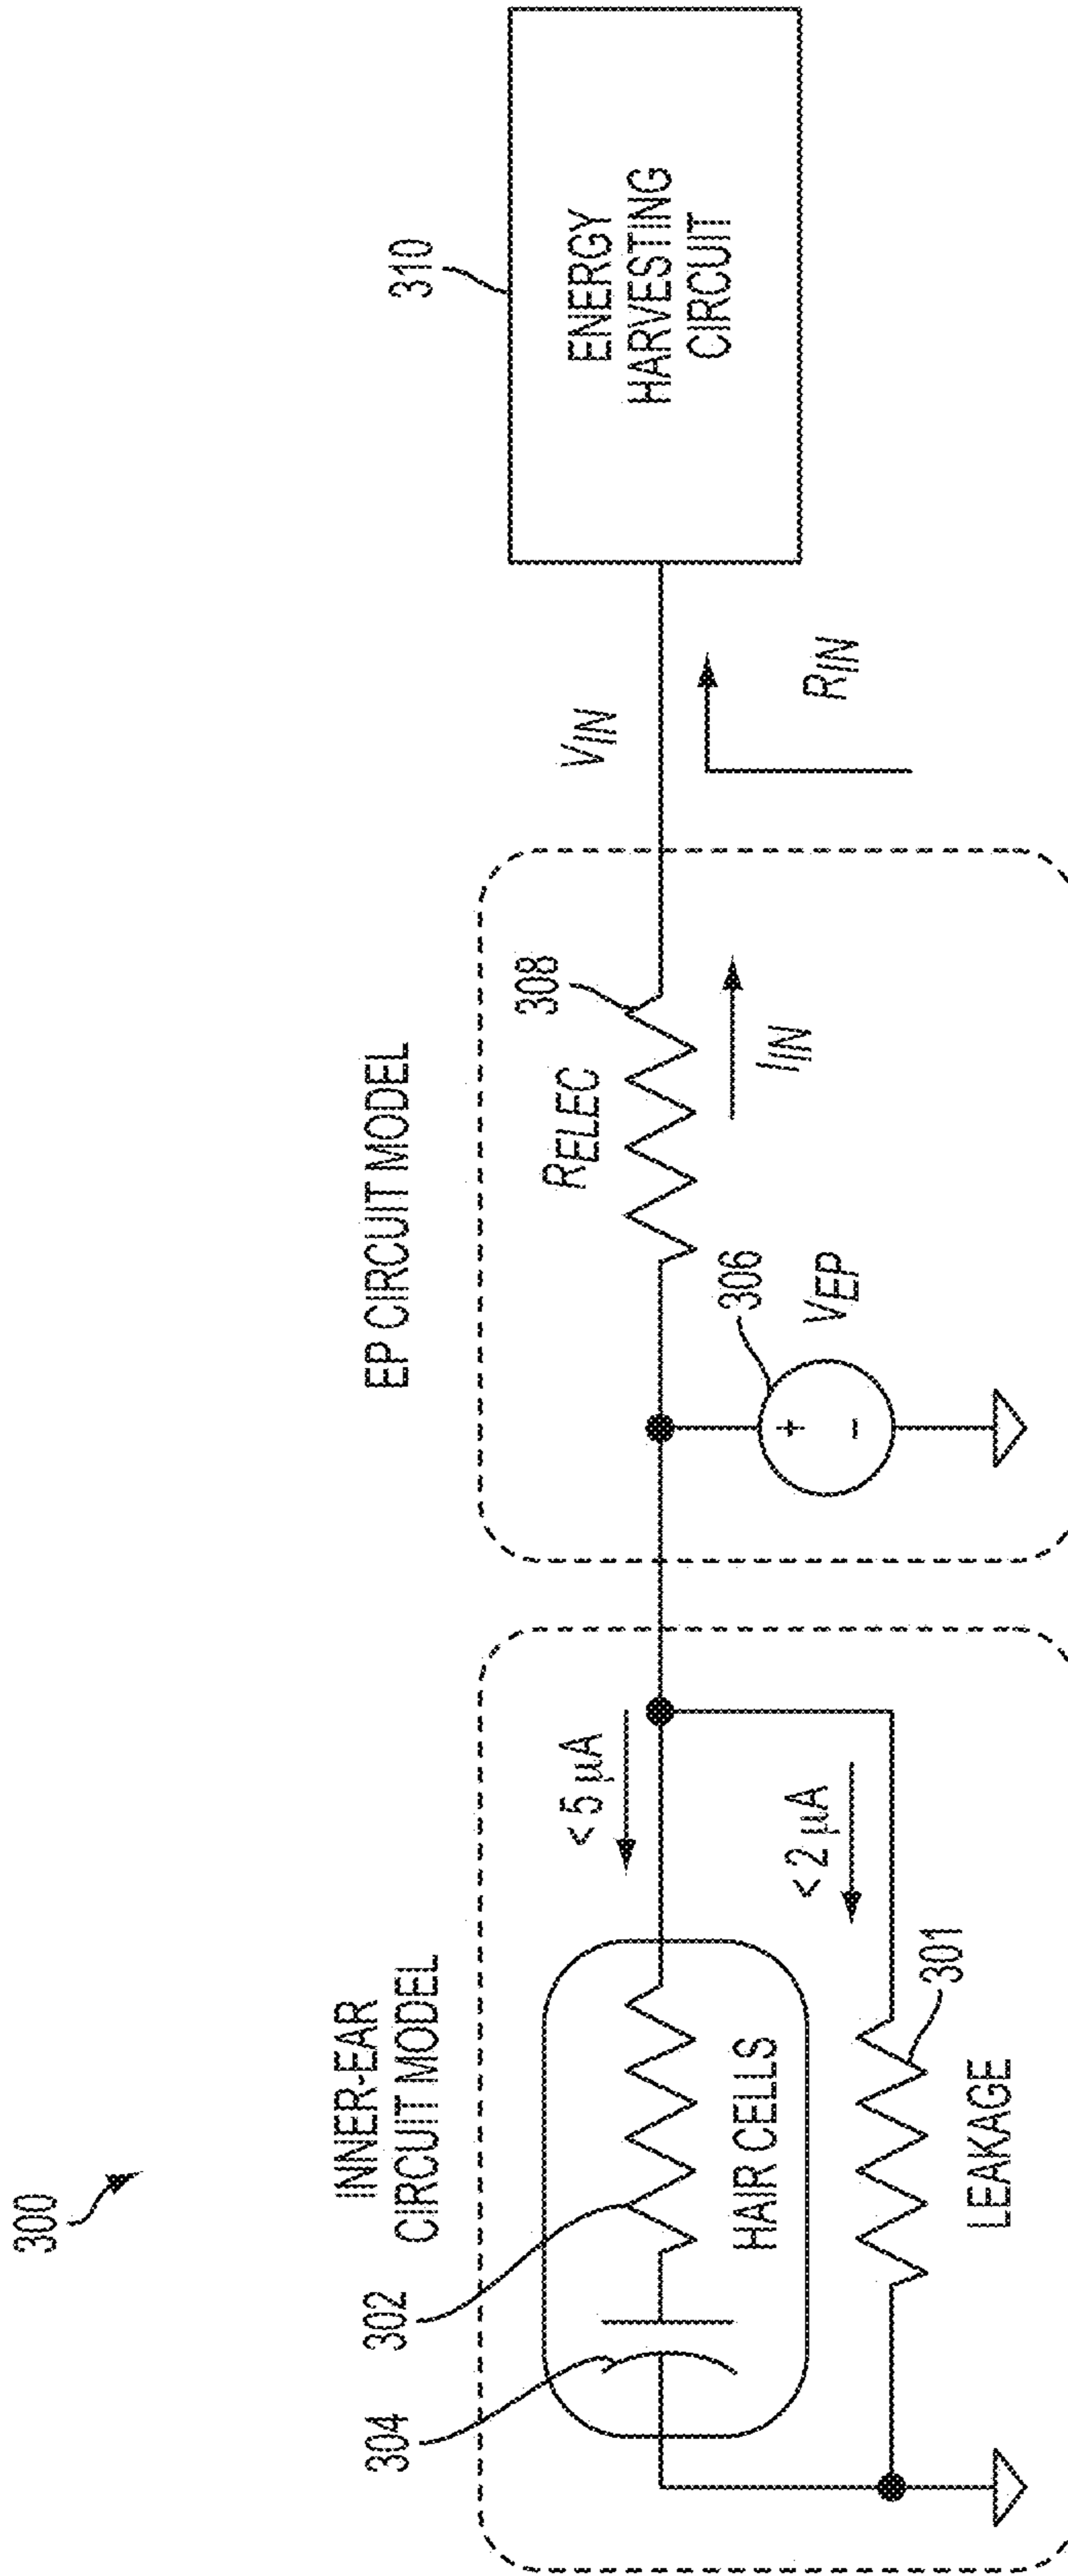 300
INNER-EAR
CIRCUIT MODEL
304
302
HAIR CELLS
< 5 µA
< 2 µA
301
LEAKAGE
EP CIRCUIT MODEL
RELEC
308
IIN
306
VEP
+
−
VIN
RIN
310
ENERGY
HARVESTING
CIRCUIT